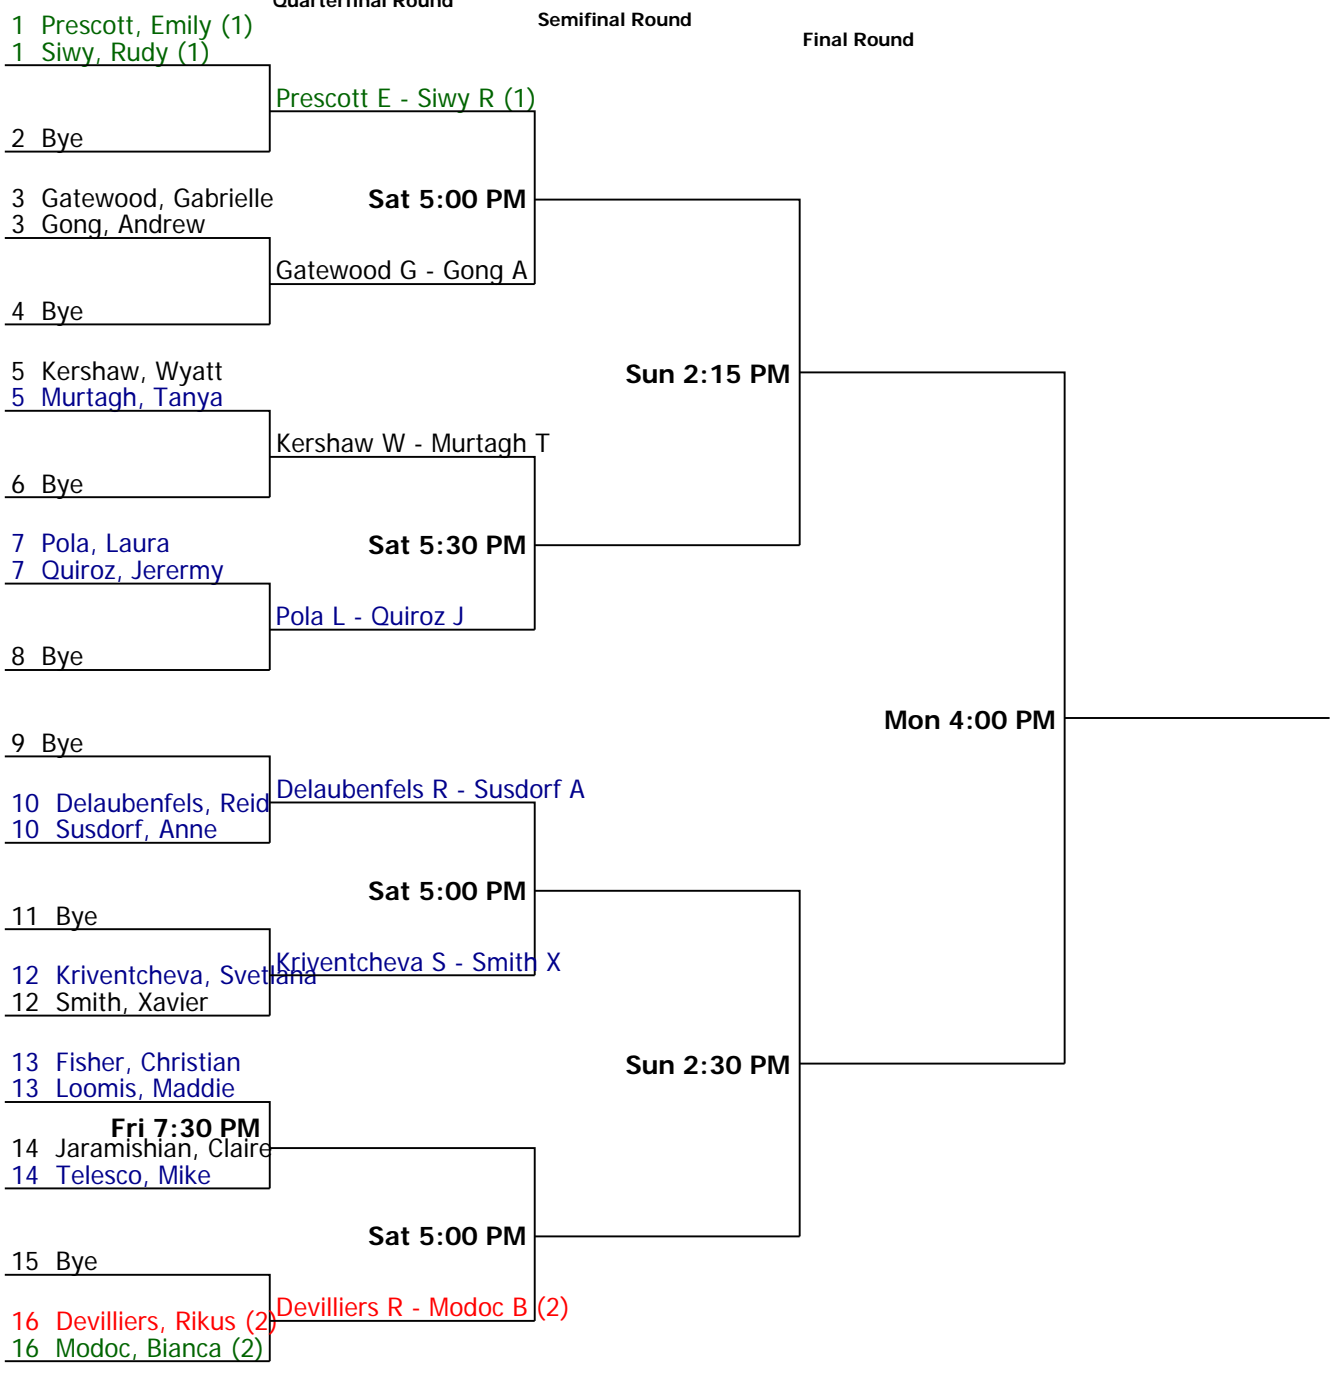 Quarterfinal Round
Semifinal Round
Final Round
1 Prescott, Emily (1)
1 Siwy, Rudy (1)
Prescott E - Siwy R (1)
2 Bye
3 Gatewood, Gabrielle
Sat 5:00 PM
3 Gong, Andrew
Gatewood G - Gong A
4 Bye
5 Kershaw, Wyatt
Sun 2:15 PM
5 Murtagh, Tanya
Kershaw W - Murtagh T
6 Bye
7 Pola, Laura
Sat 5:30 PM
7 Quiroz, Jerermy
Pola L - Quiroz J
8 Bye
Mon 4:00 PM
9 Bye
Delaubenfels R - Susdorf A
10 Delaubenfels, Reid
10 Susdorf, Anne
Sat 5:00 PM
11 Bye
Kriventcheva S - Smith X
12 Kriventcheva, Svetlana
12 Smith, Xavier
13 Fisher, Christian
Sun 2:30 PM
13 Loomis, Maddie
Fri 7:30 PM
14 Jaramishian, Claire
14 Telesco, Mike
Sat 5:00 PM
15 Bye
Devilliers R - Modoc B (2)
16 Devilliers, Rikus (2)
16 Modoc, Bianca (2)